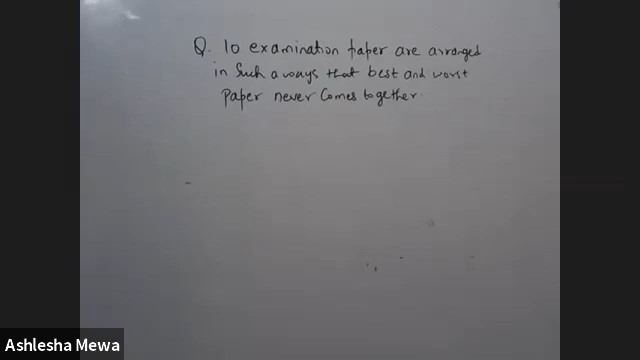 Q. 10 examination paper are arranged
in Such a ways that best and worst
paper never Comes together.
Ashlesha Mewa